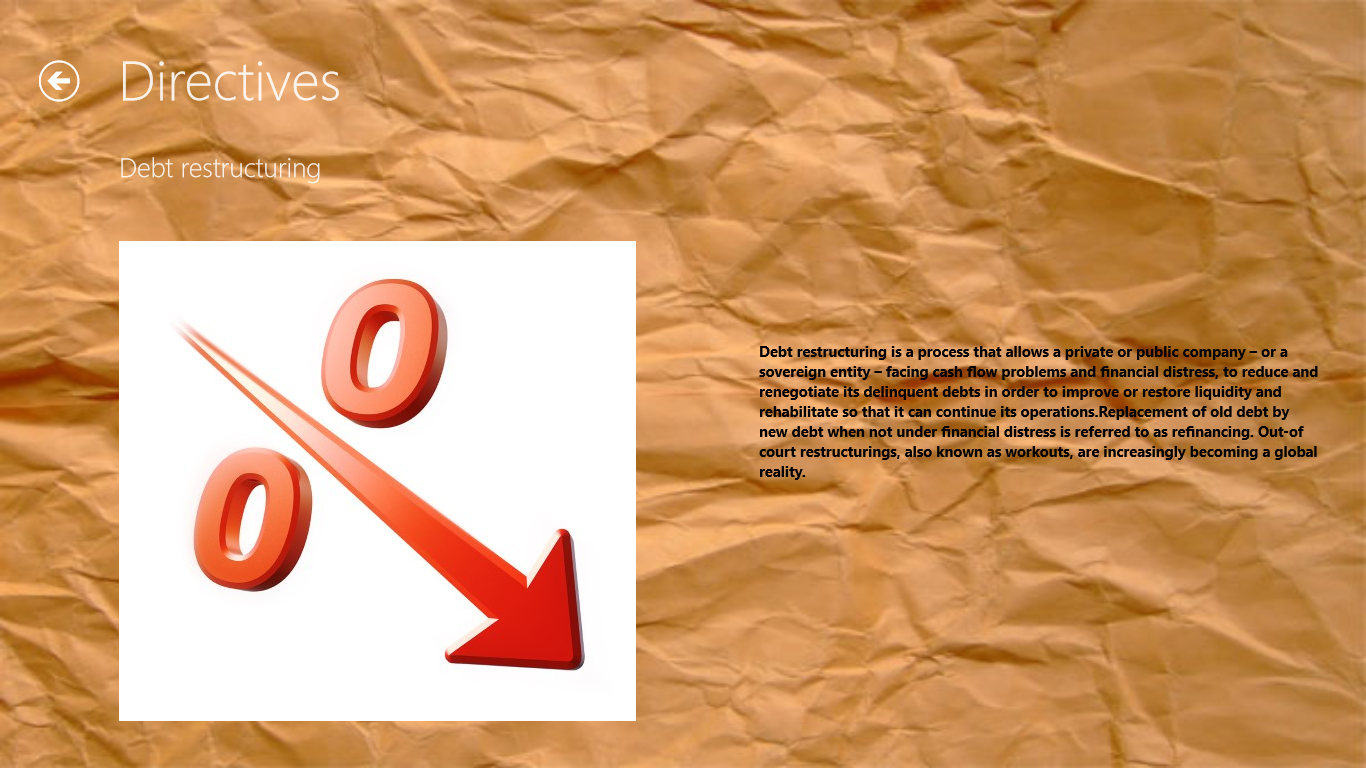 Directives
Debt restructuring
Debt restructuring is a process that allows a private or public company – or a
sovereign entity – facing cash flow problems and financial distress, to reduce and
renegotiate its delinquent debts in order to improve or restore liquidity and
rehabilitate so that it can continue its operations.Replacement of old debt by
new debt when not under financial distress is referred to as refinancing. Out-of
court restructurings, also known as workouts, are increasingly becoming a global
reality.